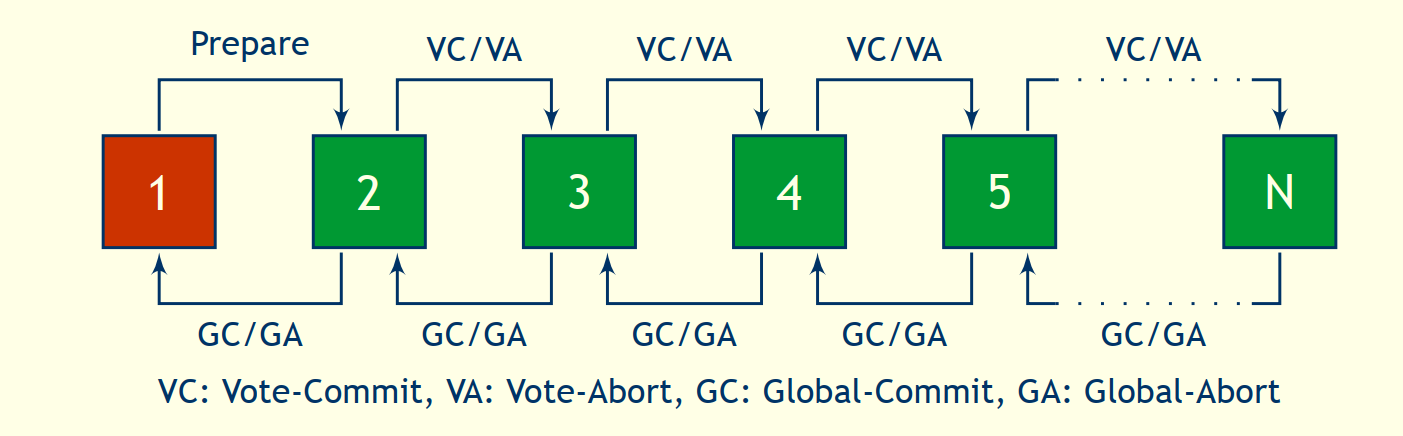 Prepare VC/VA VC/VA VC/VA VC/VA
1 2 3 4 5 N
GC/GA GC/GA GC/GA GC/GA GC/GA
VC: Vote-Commit, VA: Vote-Abort, GC: Global-Commit, GA: Global-Abort